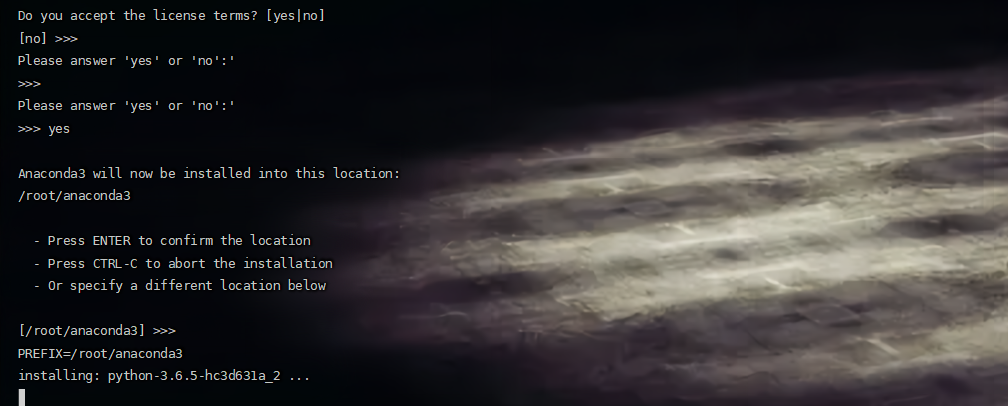 Do you accept the license terms? [yes|no]
[no] >>>
Please answer 'yes' or 'no':'
>>>
Please answer 'yes' or 'no':'
>>> yes
Anaconda3 will now be installed into this location:
/root/anaconda3
- Press ENTER to confirm the location
- Press CTRL-C to abort the installation
- Or specify a different location below
[/root/anaconda3] >>>
PREFIX=/root/anaconda3
installing: python-3.6.5-hc3d631a_2 ...